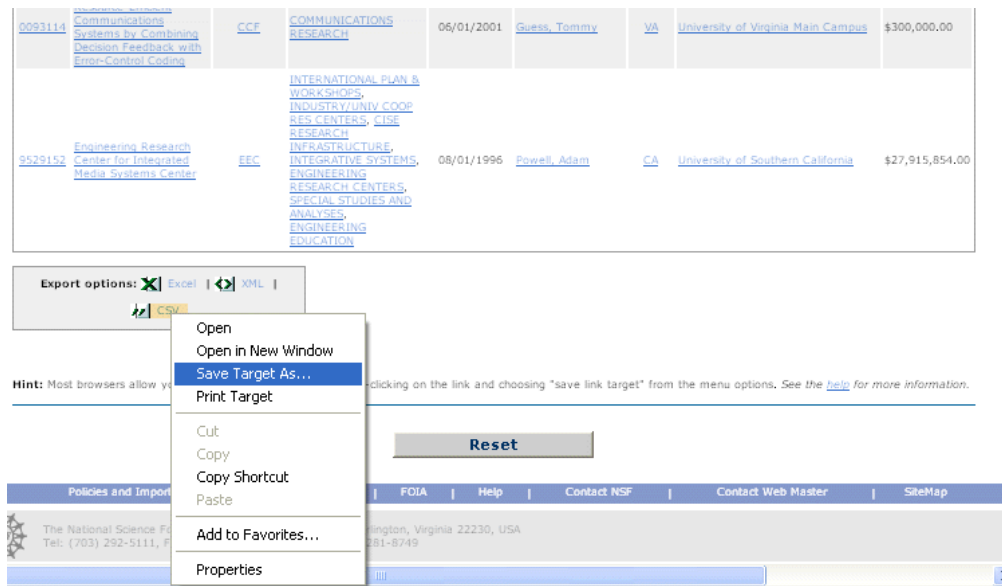 Communications
0093114 Systems by Combining CCF COMMUNICATIONS RESEARCH 06/01/2001 Guess, Tommy VA University of Virginia Main Campus $300,000.00
Decision Feedback with
Error-Control Coding
INTERNATIONAL PLAN &
WORKSHOPS,
INDUSTRY/UNIV COOP
RES CENTERS, CISE
RESEARCH
INFRASTRUCTURE,
9529152 Engineering Research Center for Integrated Media Systems Center EEC INTEGRATIVE SYSTEMS, 08/01/1996 Powell, Adam CA University of Southern California $27,915,854.00
ENGINEERING
RESEARCH CENTERS,
SPECIAL STUDIES AND
ANALYSES,
ENGINEERING
EDUCATION
Export options: Excel | XML |
CSV
Open
Open in New Window
Save Target As...
Print Target
Cut
Copy
Copy Shortcut
Paste
Add to Favorites...
Properties
Hint: Most browsers allow -clicking on the link and choosing "save link target" from the menu options. See the help for more information.
Reset
Policies and | FOIA | Help | Contact NSF | Contact Web Master | SiteMap
The National Science Virginia 22230, USA
Tel: (703) 292-5111, 281-8749